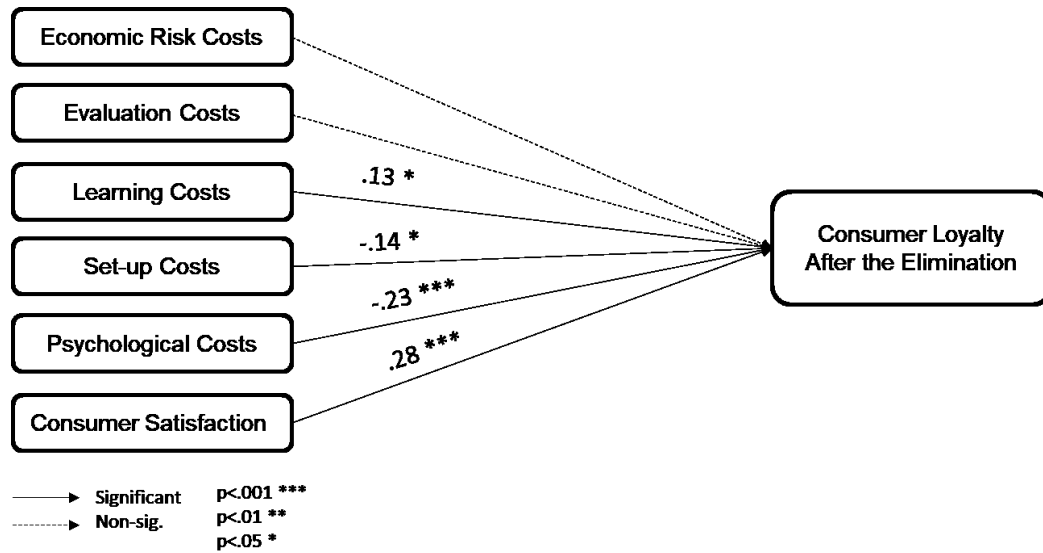 Economic Risk Costs
Evaluation Costs
Learning Costs
.13 *
Set-up Costs
-.14 *
Psychological Costs
-.23 ***
Consumer Satisfaction
.28 ***
Consumer Loyalty
After the Elimination
Significant
Non-sig.
p<.001 ***
p<.01 **
p<.05 *